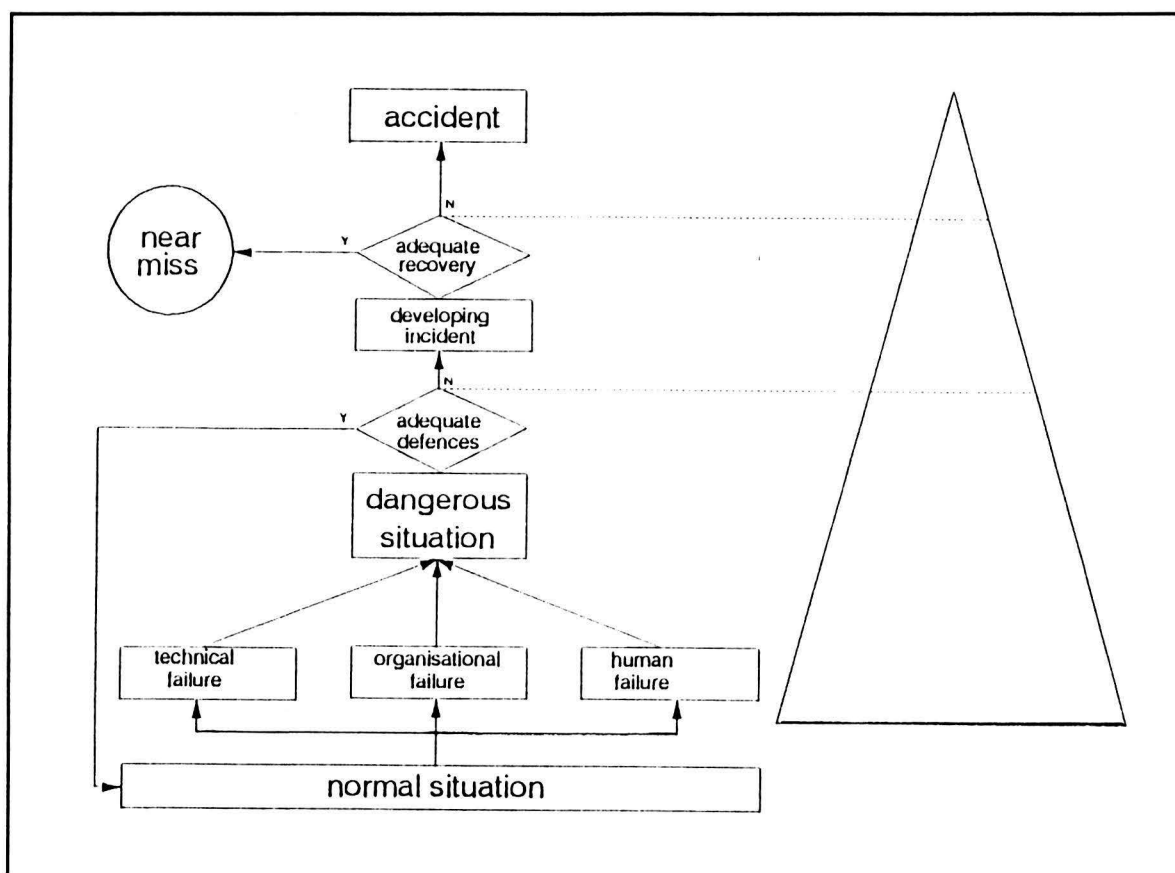 accident
N
Y
near
miss
adequate
recovery
developing
incident
N
Y
adequate
defences
dangerous
situation
technical
failure
organisational
failure
human
failure
normal situation